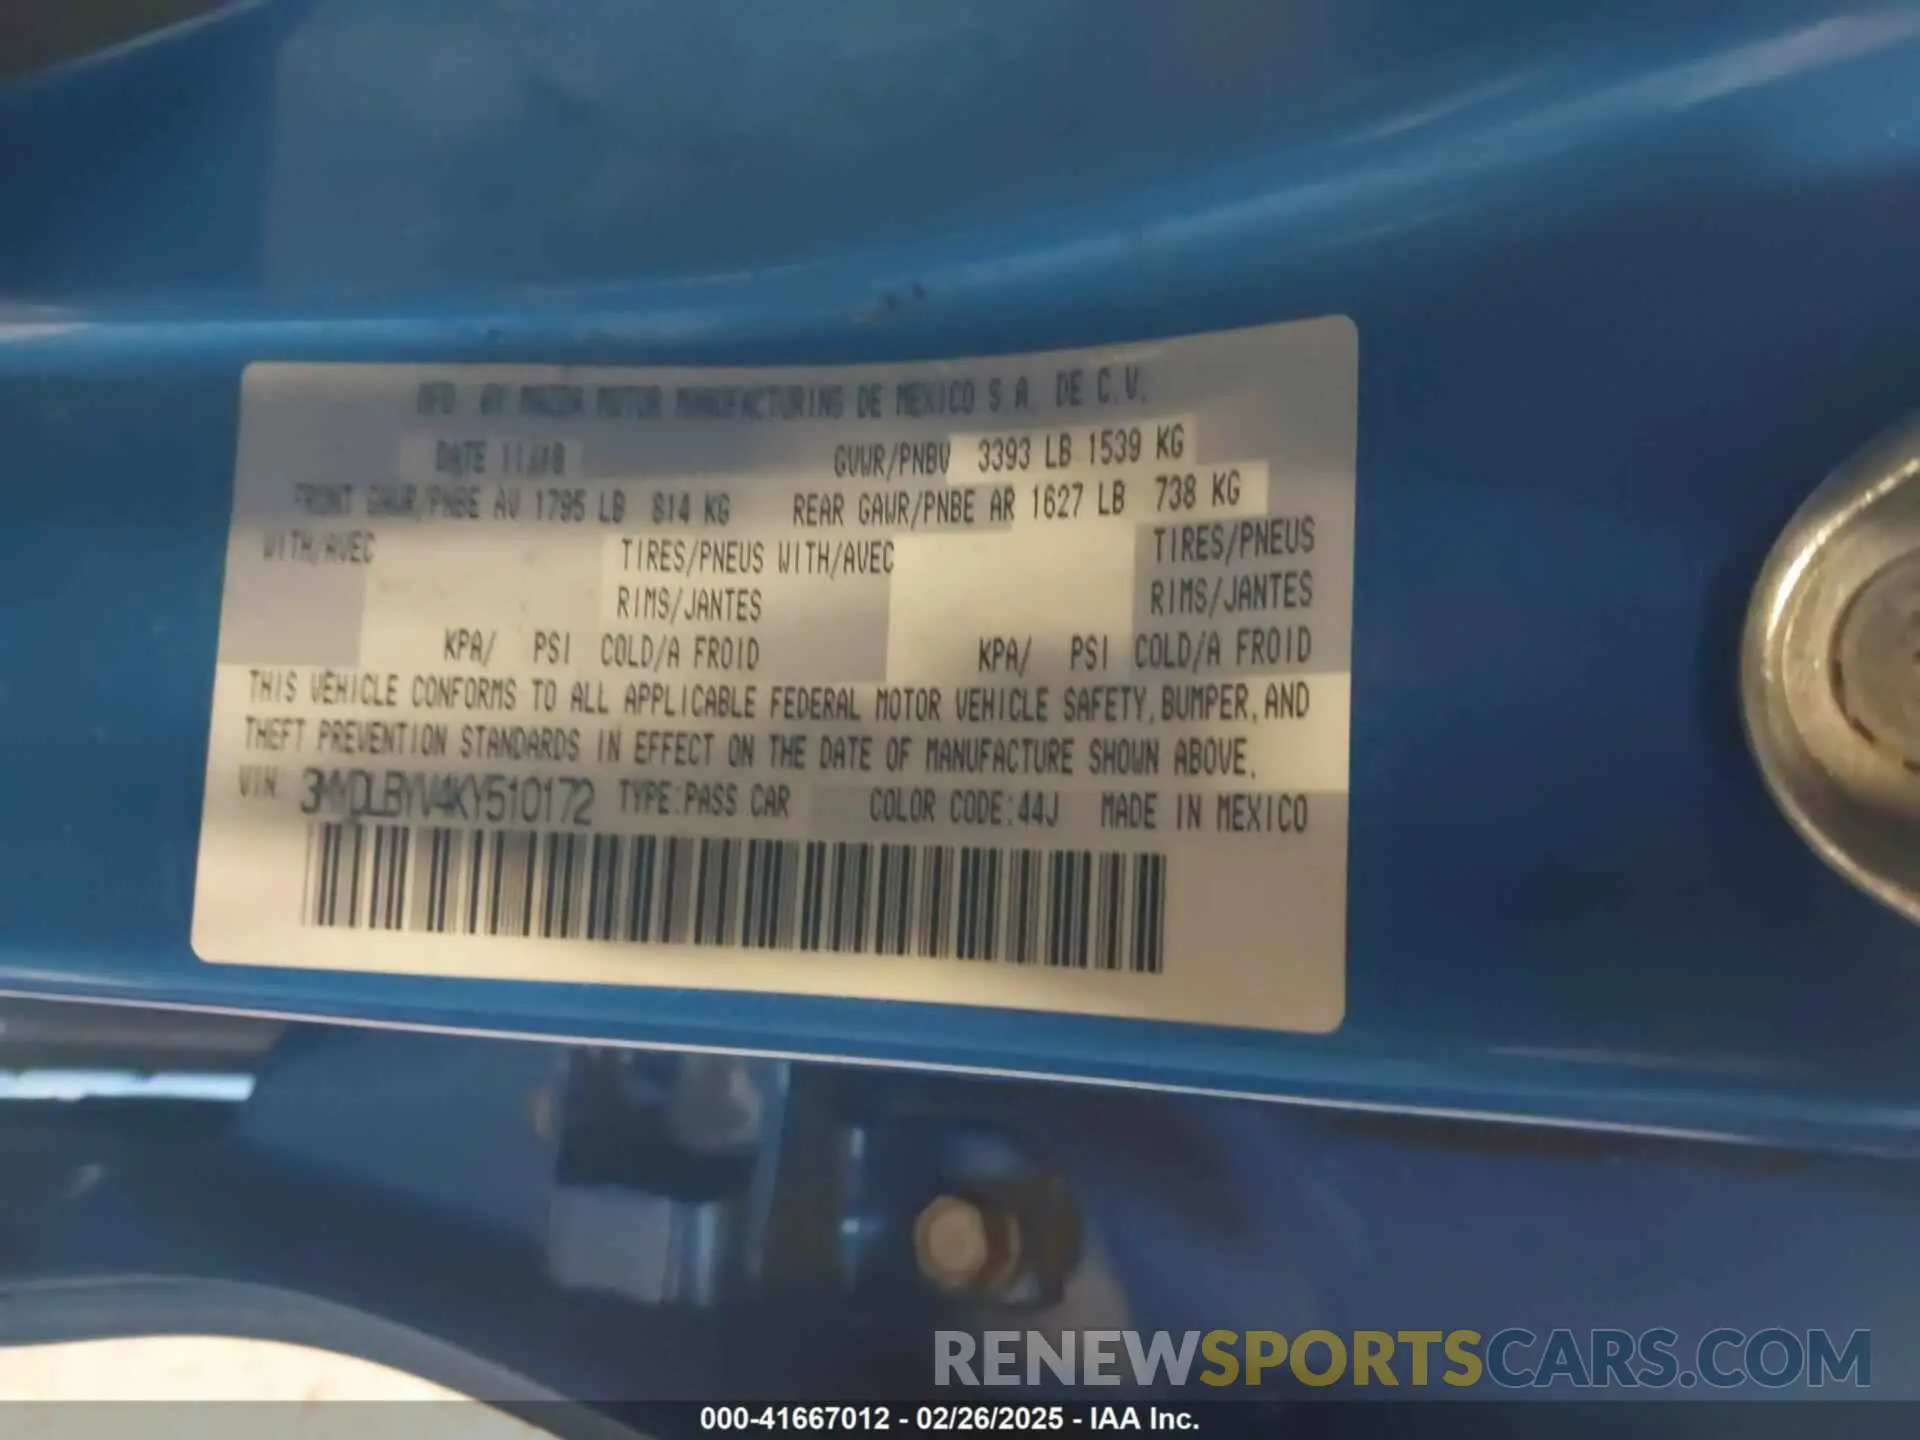 MFD BY MAZDA MOTOR MANUFACTURING DE MEXICO S.A. DE C.V.
DATE 11/18 GVWR/PNBV 3393 LB 1539 KG
FRONT GAWR/PNBE AV 1795 LB 814 KG REAR GAWR/PNBE AR 1627 LB 738 KG
WITH/AVEC TIRES/PNEUS WITH/AVEC TIRES/PNEUS
RIMS/JANTES RIMS/JANTES
KPA/ PSI COLD/A FROID KPA/ PSI COLD/A FROID
THIS VEHICLE CONFORMS TO ALL APPLICABLE FEDERAL MOTOR VEHICLE SAFETY, BUMPER, AND
THEFT PREVENTION STANDARDS IN EFFECT ON THE DATE OF MANUFACTURE SHOWN ABOVE.
VIN: 3MYDLBYV4KY510172 TYPE:PASS CAR COLOR CODE:44J MADE IN MEXICO
RENEWSPORTSCARS.COM
000-41667012 - 02/26/2025 - IAA Inc.